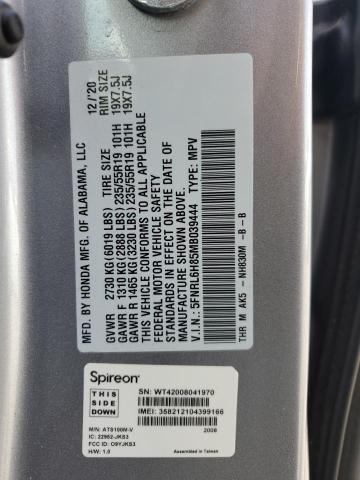 MFD. BY HONDA MFG. OF ALABAMA, LLC 12/'20
TIRE SIZE RIM SIZE
GVWR 2730 KG(6019 LBS)
GAWR F 1310 KG(2888 LBS) 235/55R19 101H 19X7.5J
GAWR R 1465 KG(3230 LBS) 235/55R19 101H 19X7.5J
THIS VEHICLE CONFORMS TO ALL APPLICABLE
FEDERAL MOTOR VEHICLE SAFETY
STANDARDS IN EFFECT ON THE DATE OF
MANUFACTURE SHOWN ABOVE.
V.I.N.: 5FNRL6H85MB039444 TYPE: MPV
THR M AK5 - NH830M -B -B
Spireon
THIS
SIDE
DOWN
SN: WT42008041970
IMEI: 358212104399166
M/N: ATS100M-V
2008
IC: 22952-JKS3
FCC ID: O9YJKS3
H/W: 1.0
Assembled in Taiwan